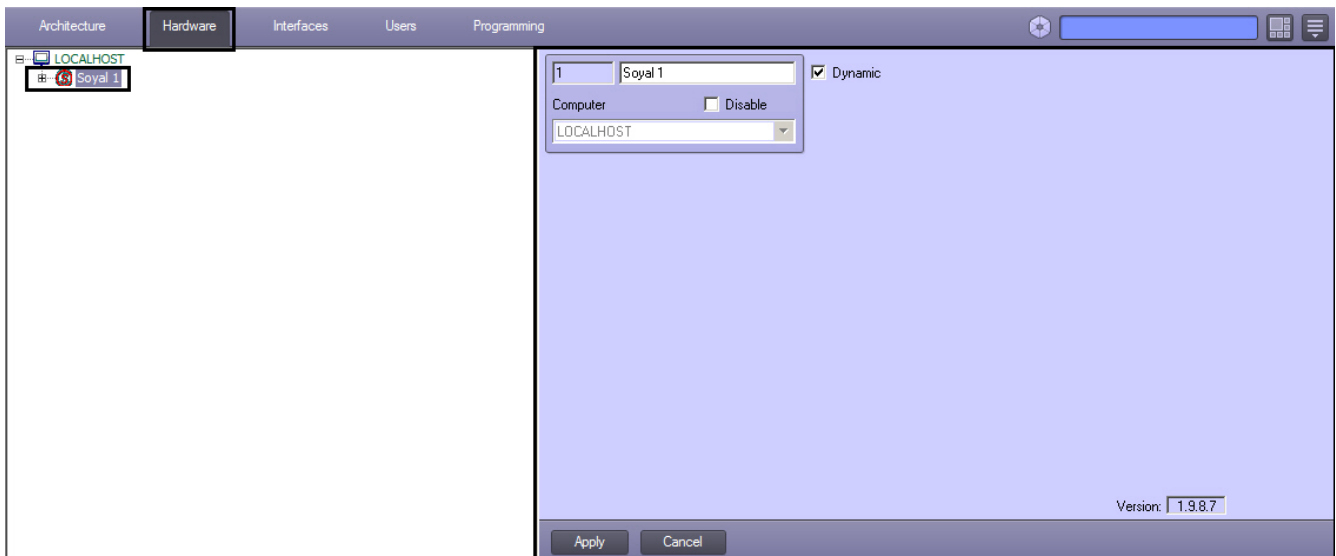 Architecture Hardware Interfaces Users Programming
LOCALHOST
Soyal 1
1 Soyal 1 Dynamic
Computer Disable
LOCALHOST
Version: 1.9.8.7
Apply Cancel